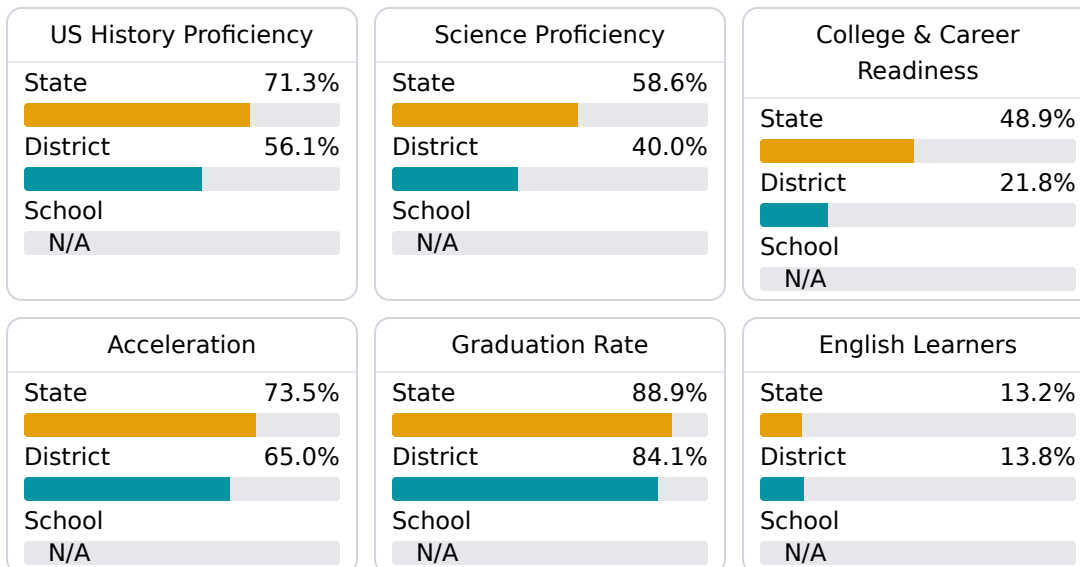 US History Proficiency
State 71.3%
District 56.1%
School
N/A
Science Proficiency
State 58.6%
District 40.0%
School
N/A
College & Career
Readiness
State 48.9%
District 21.8%
School
N/A
Acceleration
State 73.5%
District 65.0%
School
N/A
Graduation Rate
State 88.9%
District 84.1%
School
N/A
English Learners
State 13.2%
District 13.8%
School
N/A